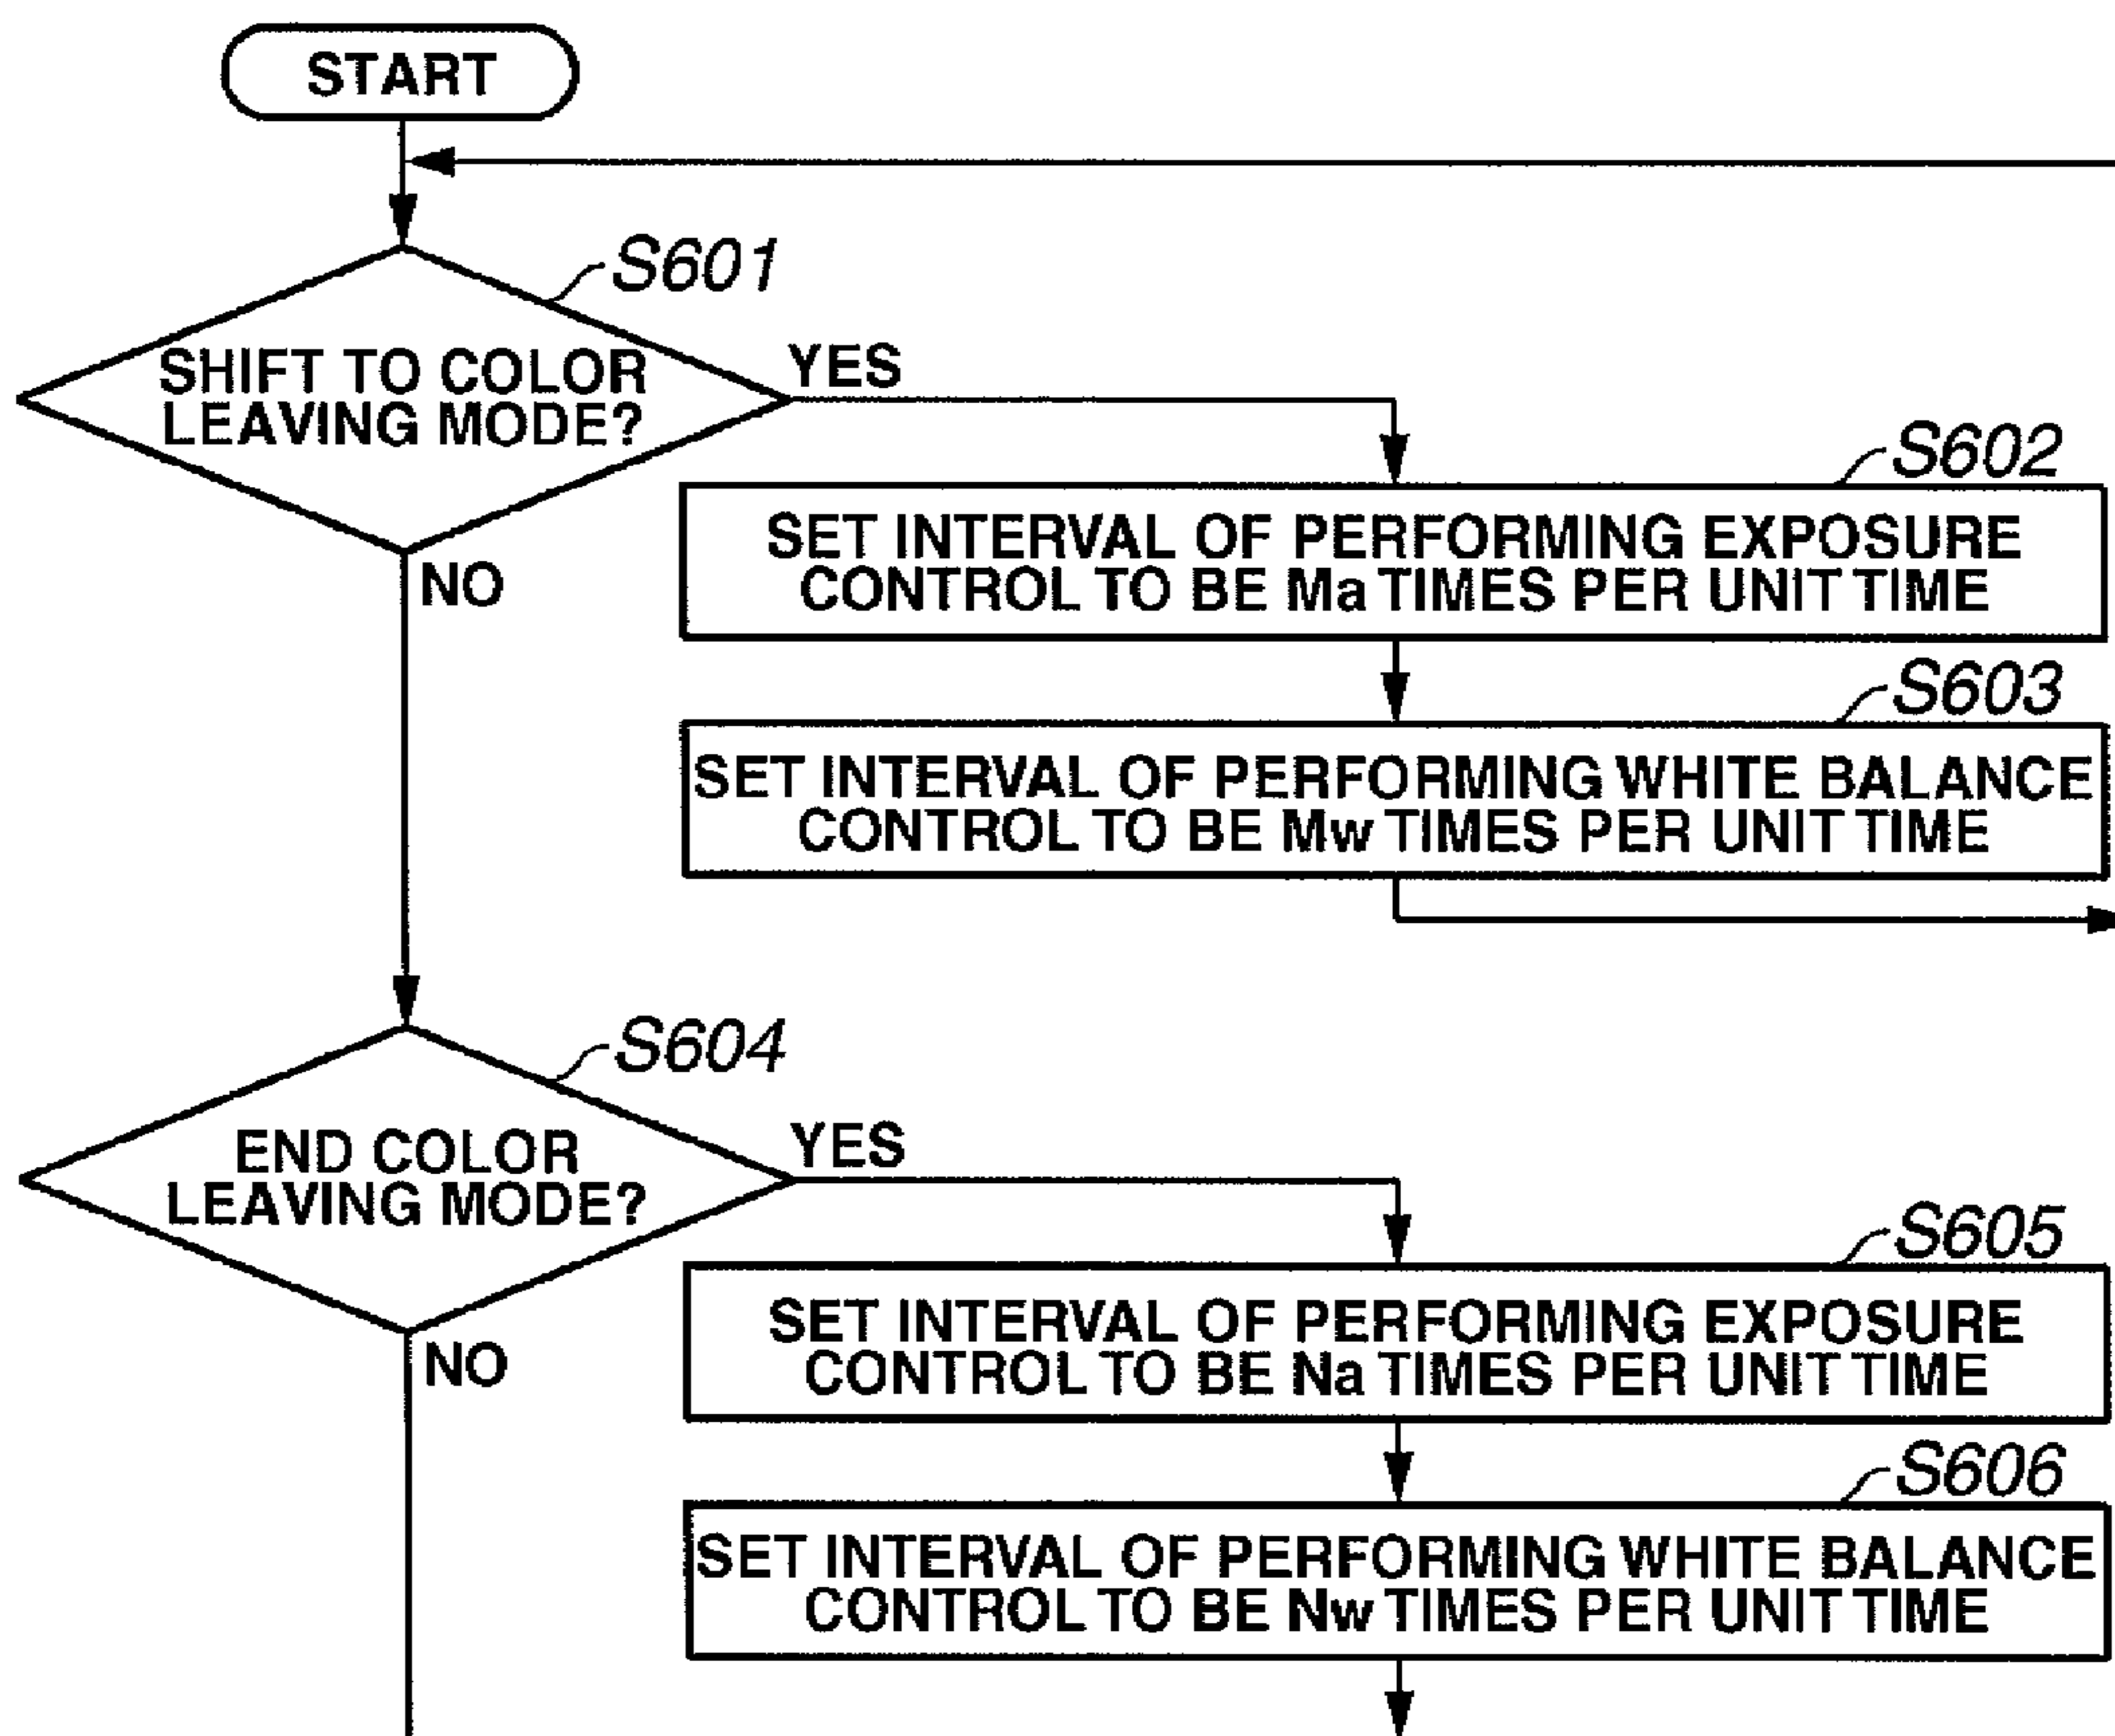 START
S601
SHIFT TO COLOR
LEAVING MODE?
YES
NO
S602
SET INTERVAL OF PERFORMING EXPOSURE
CONTROL TO BE Ma TIMES PER UNIT TIME
S603
SET INTERVAL OF PERFORMING WHITE BALANCE
CONTROL TO BE Mw TIMES PER UNIT TIME
S604
END COLOR
LEAVING MODE?
YES
NO
S605
SET INTERVAL OF PERFORMING EXPOSURE
CONTROL TO BE Na TIMES PER UNIT TIME
S606
SET INTERVAL OF PERFORMING WHITE BALANCE
CONTROL TO BE Nw TIMES PER UNIT TIME